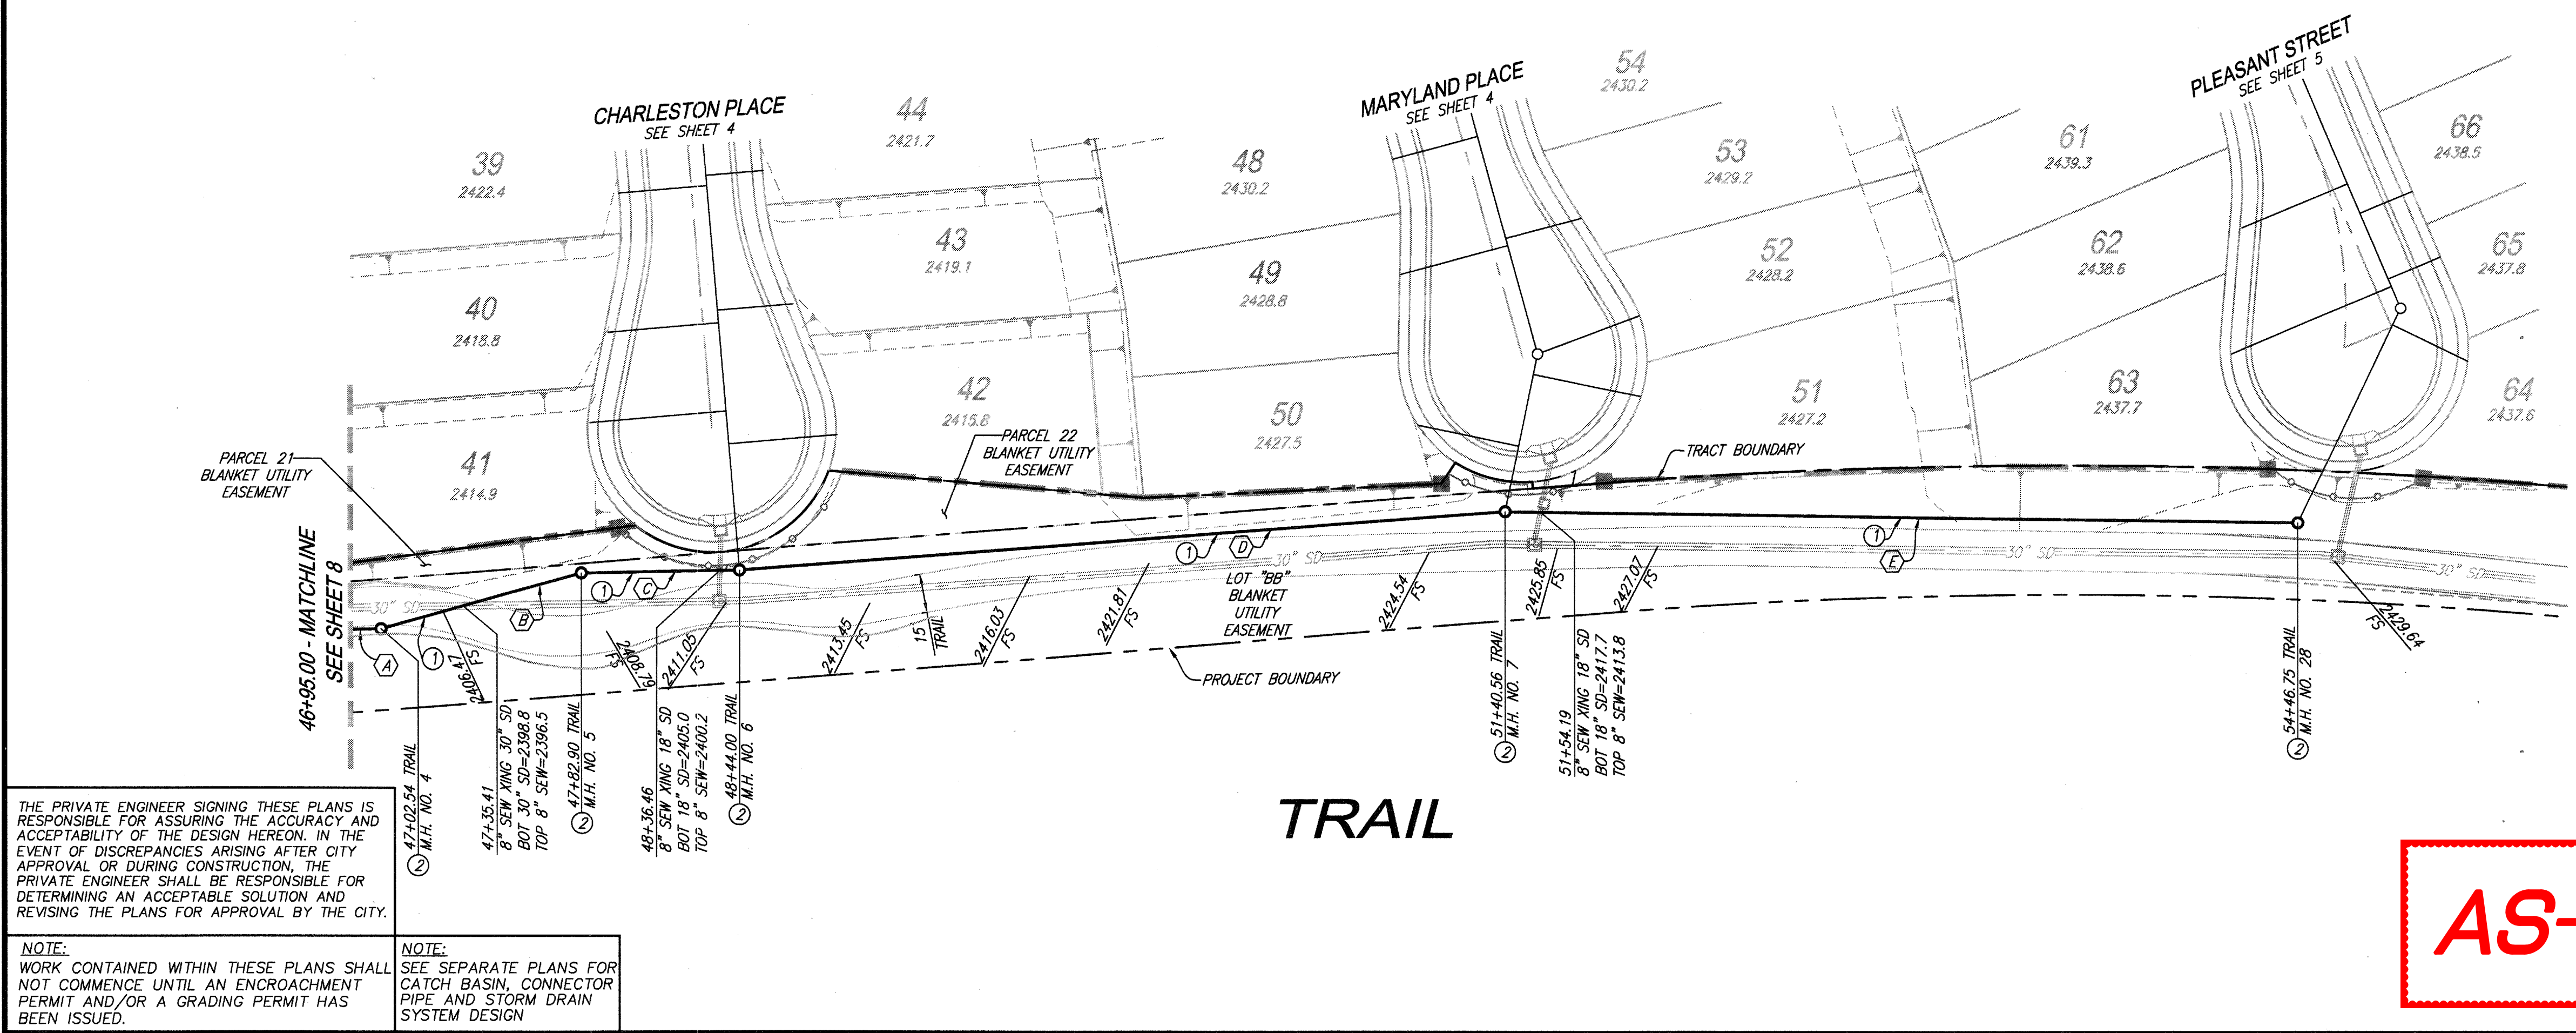 CHARLESTON PLACE
SEE SHEET 4
MARYLAND PLACE
SEE SHEET 4
PLEASANT STREET
SEE SHEET 5
39
2422.4
40
2418.8
41
2414.9
44
2421.7
43
2419.1
42
2415.8
48
2430.2
49
2428.8
50
2427.5
54
2430.2
53
2429.2
52
2428.2
51
2427.2
61
2439.3
62
2438.6
63
2437.7
66
2438.5
65
2437.8
64
2437.6
PARCEL 21
BLANKET UTILITY
EASEMENT
PARCEL 22
BLANKET UTILITY
EASEMENT
TRACT BOUNDARY
46+95.00 - MATCHLINE
SEE SHEET 8
30" SD
30" SD
30" SD
30" SD
A
1
B
1
C
1
D
1
E
2406.47
FS
2408.79
FS
2411.05
FS
2413.45
FS
15'
TRAIL
2416.03
FS
2421.81
FS
LOT "BB"
BLANKET
UTILITY
EASEMENT
2424.54
FS
2425.85
FS
2427.07
FS
2429.64
FS
PROJECT BOUNDARY
47+02.54 TRAIL
M.H. NO. 4
2
47+35.41
8" SEW XING 30" SD
BOT 30" SD=2398.8
TOP 8" SEW=2396.5
47+82.90 TRAIL
M.H. NO. 5
2
48+36.46
8" SEW XING 18" SD
BOT 18" SD=2405.0
TOP 8" SEW=2400.2
48+44.00 TRAIL
M.H. NO. 6
2
51+40.56 TRAIL
M.H. NO. 7
2
51+54.19
8" SEW XING 18" SD
BOT 18" SD=2417.7
TOP 8" SEW=2413.8
54+46.75 TRAIL
M.H. NO. 28
2
TRAIL
THE PRIVATE ENGINEER SIGNING THESE PLANS IS
RESPONSIBLE FOR ASSURING THE ACCURACY AND
ACCEPTABILITY OF THE DESIGN HEREON. IN THE
EVENT OF DISCREPANCIES ARISING AFTER CITY
APPROVAL OR DURING CONSTRUCTION, THE
PRIVATE ENGINEER SHALL BE RESPONSIBLE FOR
DETERMINING AN ACCEPTABLE SOLUTION AND
REVISING THE PLANS FOR APPROVAL BY THE CITY.
NOTE:
WORK CONTAINED WITHIN THESE PLANS SHALL
NOT COMMENCE UNTIL AN ENCROACHMENT
PERMIT AND/OR A GRADING PERMIT HAS
BEEN ISSUED.
NOTE:
SEE SEPARATE PLANS FOR
CATCH BASIN, CONNECTOR
PIPE AND STORM DRAIN
SYSTEM DESIGN
AS-